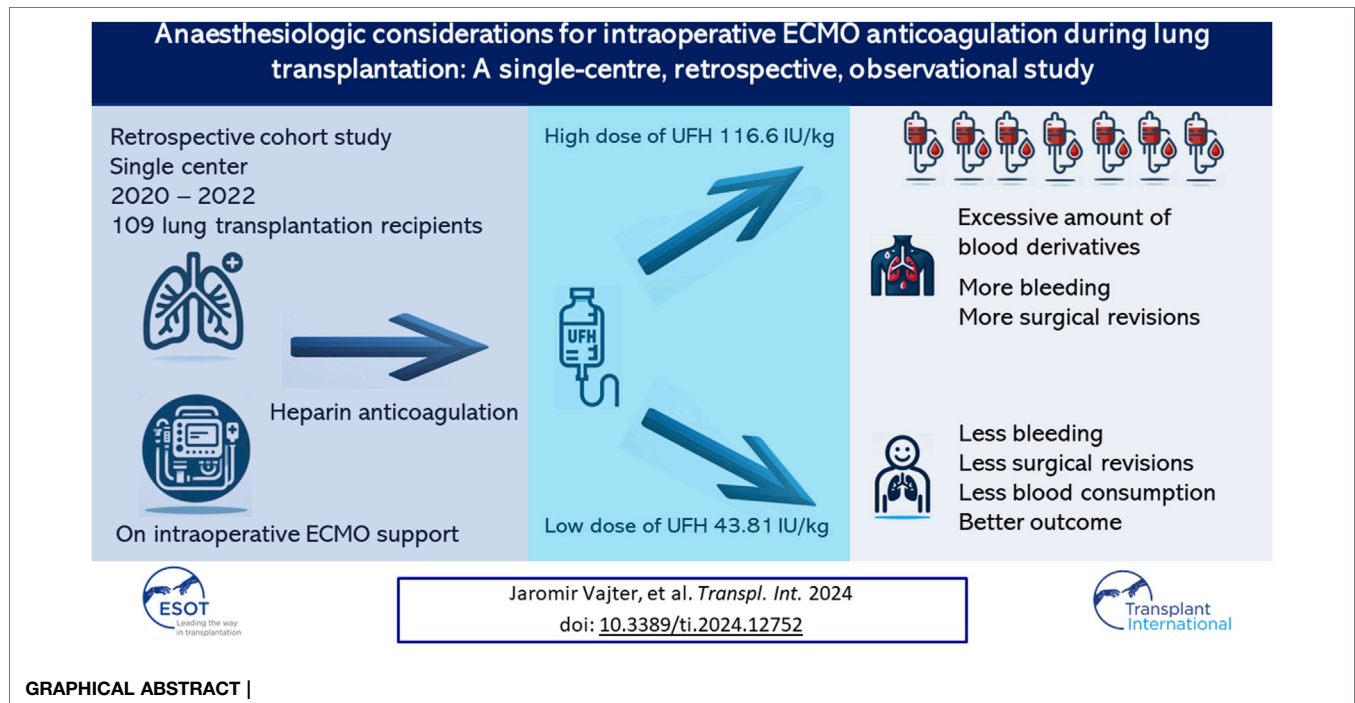 Anaesthesiologic considerations for intraoperative ECMO anticoagulation during lung
transplantation: A single-centre, retrospective, observational study
Retrospective cohort study
Single center
2020 – 2022
109 lung transplantation recipients
Heparin anticoagulation
On intraoperative ECMO support
High dose of UFH 116.6 IU/kg
UFH
Low dose of UFH 43.81 IU/kg
Excessive amount of
blood derivatives
More bleeding
More surgical revisions
Less bleeding
Less surgical revisions
Less blood consumption
Better outcome
ESOT
Leading the way
in transplantation
Jaromir Vajter, et al. Transpl. Int. 2024
doi: 10.3389/ti.2024.12752
Transplant
International
GRAPHICAL ABSTRACT |